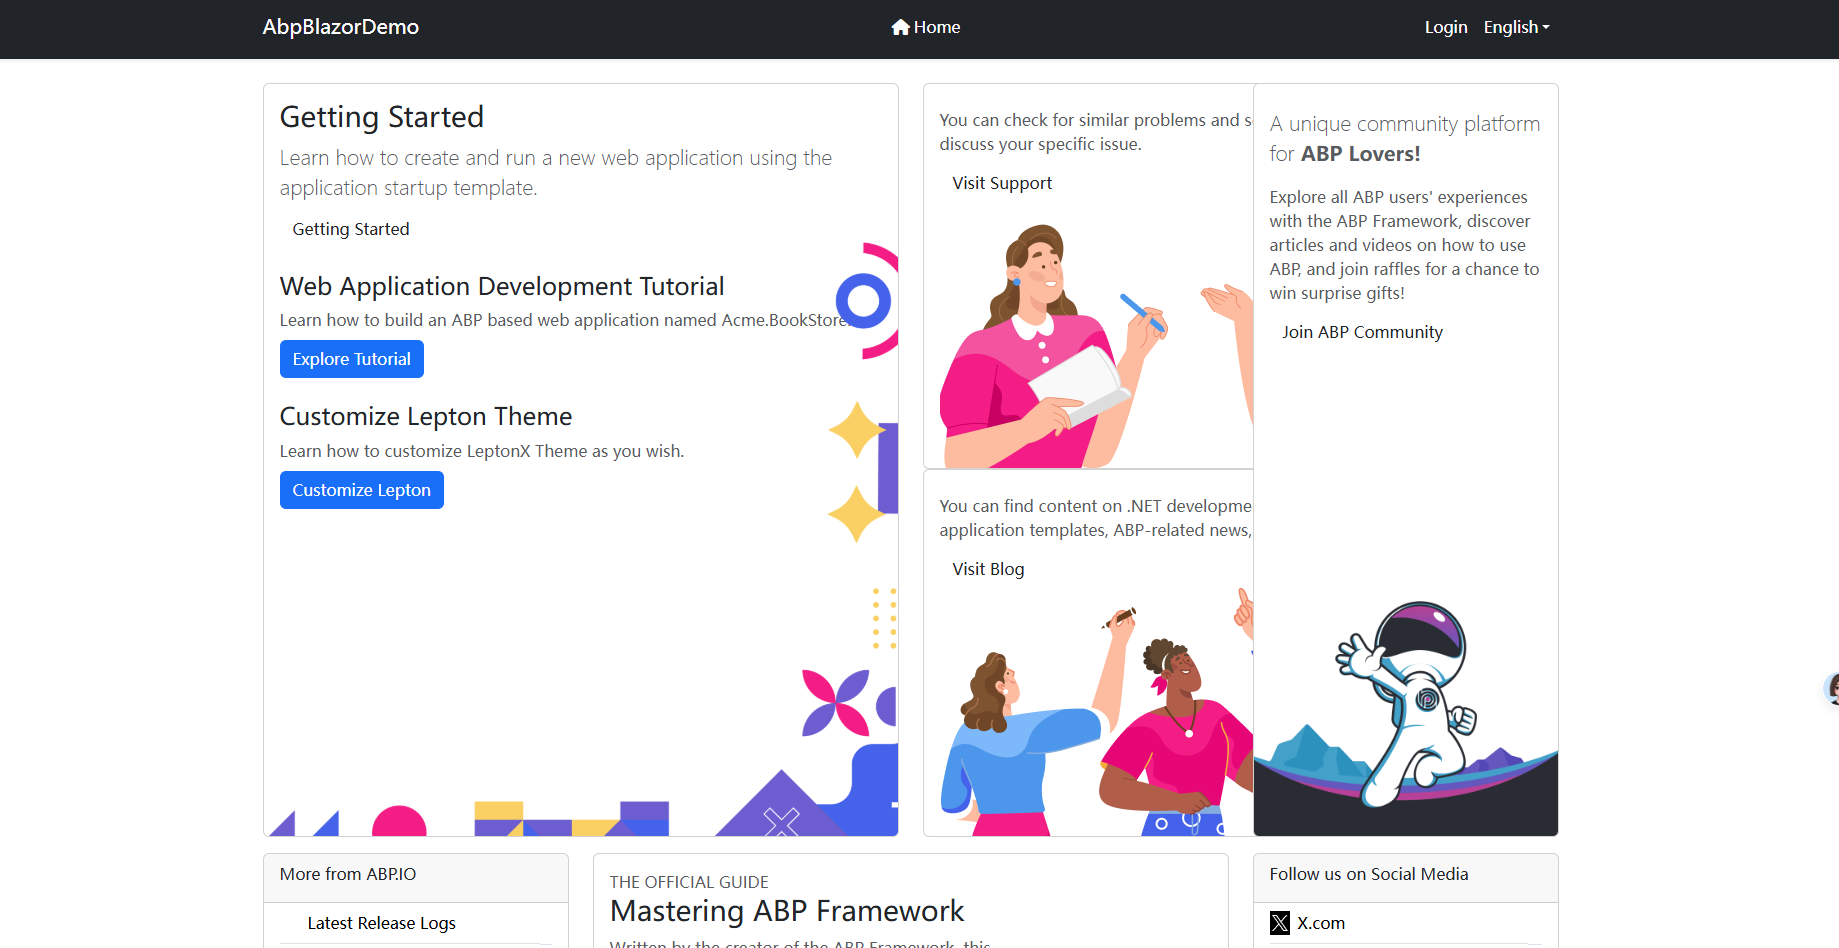 AbpBlazorDemo
Home
Login
English
Getting Started
Learn how to create and run a new web application using the
application startup template.
Getting Started
Web Application Development Tutorial
Learn how to build an ABP based web application named Acme.BookStore.
Explore Tutorial
Customize Lepton Theme
Learn how to customize LeptonX Theme as you wish.
Customize Lepton
You can check for similar problems and
discuss your specific issue.
Visit Support
You can find content on .NET
application templates, ABP-related news,
Visit Blog
A unique community platform
for ABP Lovers!
Explore all ABP users' experiences
with the ABP Framework, discover
articles and videos on how to use
ABP, and join raffles for a chance to
win surprise gifts!
Join ABP Community
More from ABP.IO
Latest Release Logs
THE OFFICIAL GUIDE
Mastering ABP Framework
Written by the creator of the ABP Framework, this
Follow us on Social Media
X.com